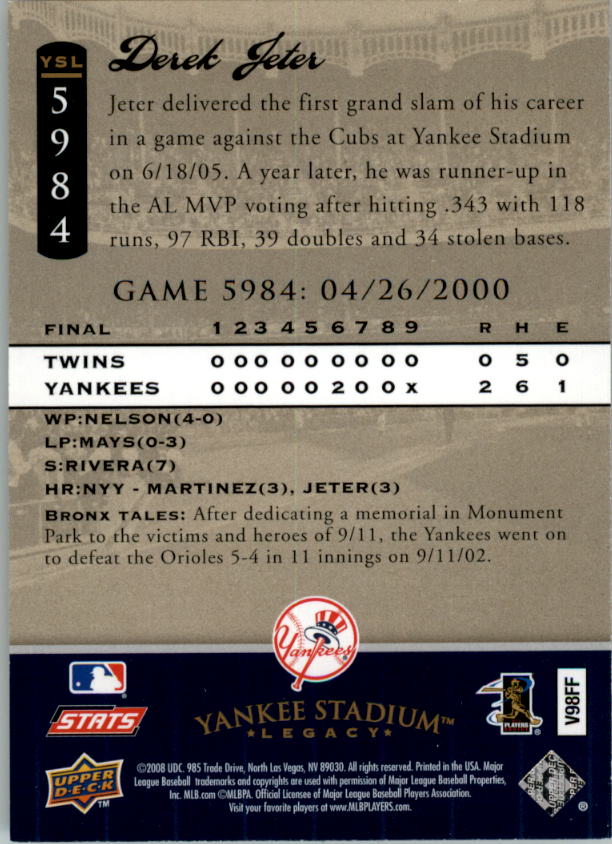 YSL
5984
Derek Jeter
Jeter delivered the first grand slam of his career
in a game against the Cubs at Yankee Stadium
on 6/18/05. A year later, he was runner-up in
the AL MVP voting after hitting .343 with 118
runs, 97 RBI, 39 doubles and 34 stolen bases.
GAME 5984: 04/26/2000
FINAL 1 2 3 4 5 6 7 8 9 R H E
TWINS 0 0 0 0 0 0 0 0 0 0 5 0
YANKEES 0 0 0 0 0 2 0 0 x 2 6 1
WP:NELSON(4-0)
LP:MAYS(0-3)
S:RIVERA(7)
HR:NYY - MARTINEZ(3), JETER(3)
BRONX TALES: After dedicating a memorial in Monument
Park to the victims and heroes of 9/11, the Yankees went on
to defeat the Orioles 5-4 in 11 innings on 9/11/02.
Yankees
STATS
YANKEE STADIUM™
★LEGACY★
PLAYERS
®
V98FF
UPPER
D·E·C·K
™
©2008 UDC. 985 Trade Drive, North Las Vegas, NV 89030. All rights reserved. Printed in the USA. Major
League Baseball trademarks and copyrights are used with permission of Major League Baseball Properties,
Inc. MLB.com ©MLBPA. Official Licensee of Major League Baseball Players Association.
Visit your favorite players at www.MLBPLAYERS.com.
®